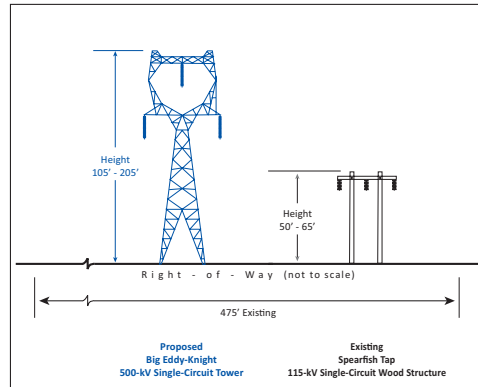 Height
105' - 205'
Height
50' - 65'
Right - of - Way (not to scale)
475' Existing
Proposed
Big Eddy-Knight
500-kV Single-Circuit Tower
Existing
Spearfish Tap
115-kV Single-Circuit Wood Structure